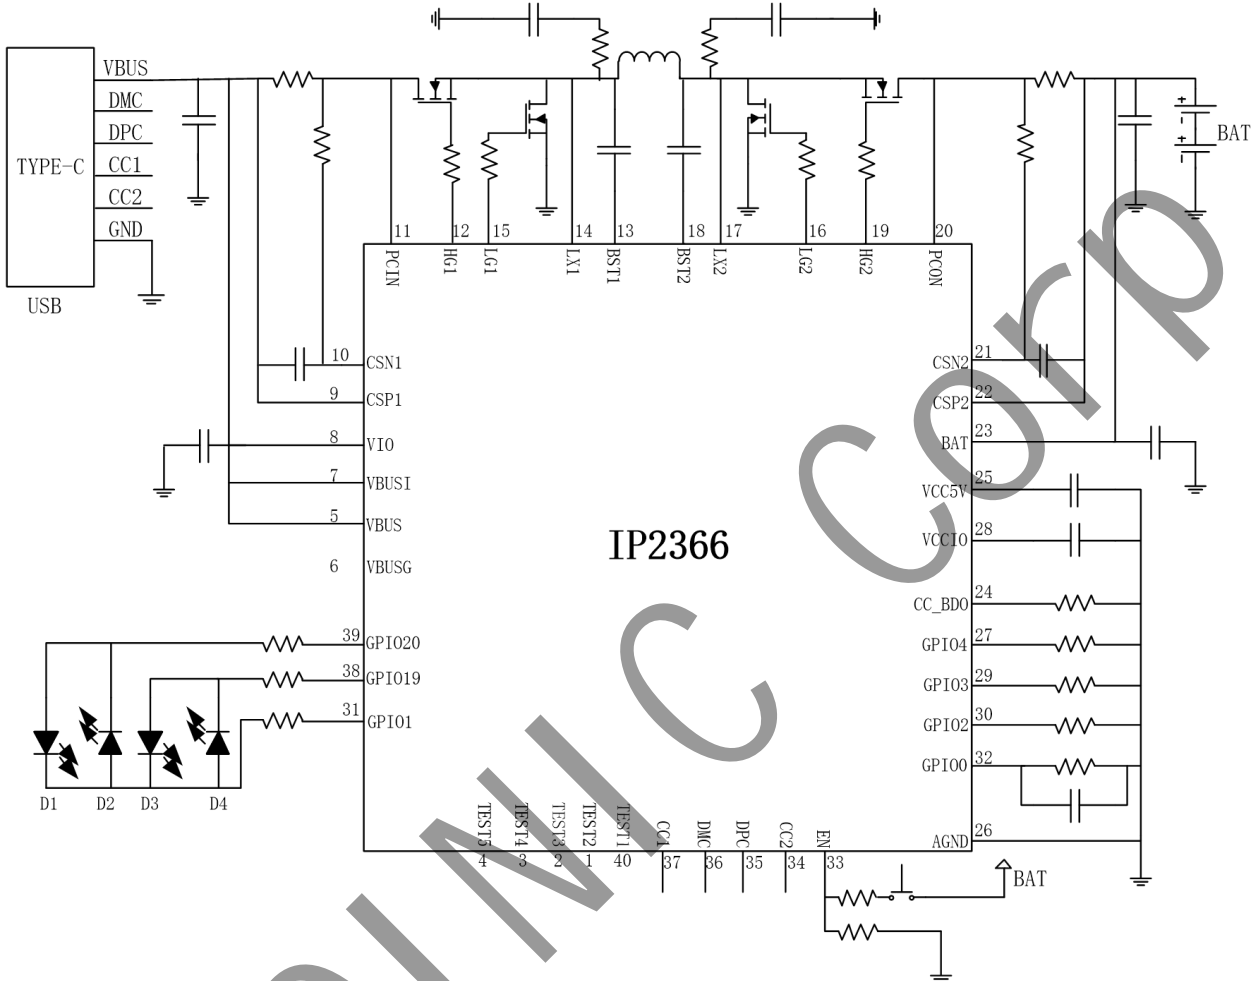 VBUS
DMC
DPC
TYPE-C
CC1
CC2
GND
USB
BAT
11
12
15
14
13
18
17
16
19
20
PCIN
HG1
LG1
LX1
BST1
BST2
LX2
LG2
HG2
PCON
10
CSN1
9
CSP1
8
VIO
7
VBUSI
5
VBUS
6
VBUSG
39
GPIO20
38
GPIO19
31
GPIO1
IP2366
CSN2
21
CSP2
22
BAT
23
VCC5V
25
VCCIO
28
CC_BDO
24
GPIO4
27
GPIO3
29
GPIO2
30
GPIO0
32
AGND
26
D1
D2
D3
D4
TEST5
TEST4
TEST3
TEST2
TEST1
CC1
DMC
DPC
CC2
EN
4
3
2
1
40
37
36
35
34
33
BAT
INIC Corp